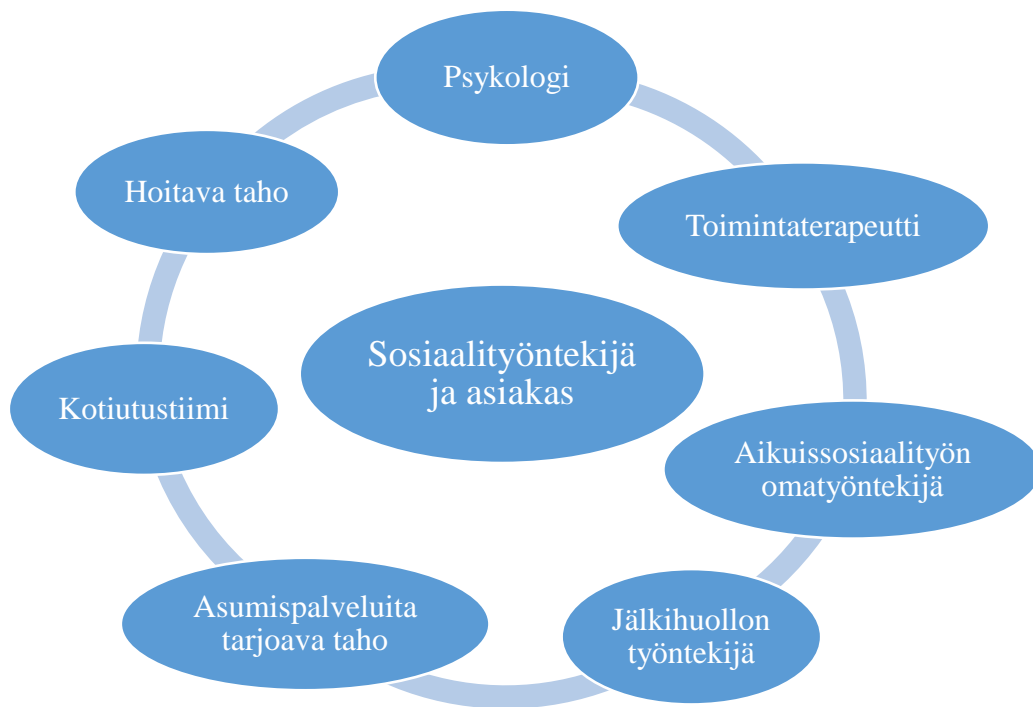 Psykologi
Toimintaterapeutti
Aikuissosiaalityön
omatyöntekijä
Jälkihuollon
työntekijä
Asumispalveluita
tarjoava taho
Kotiutustiimi
Hoitava taho
Sosiaalityöntekijä
ja asiakas